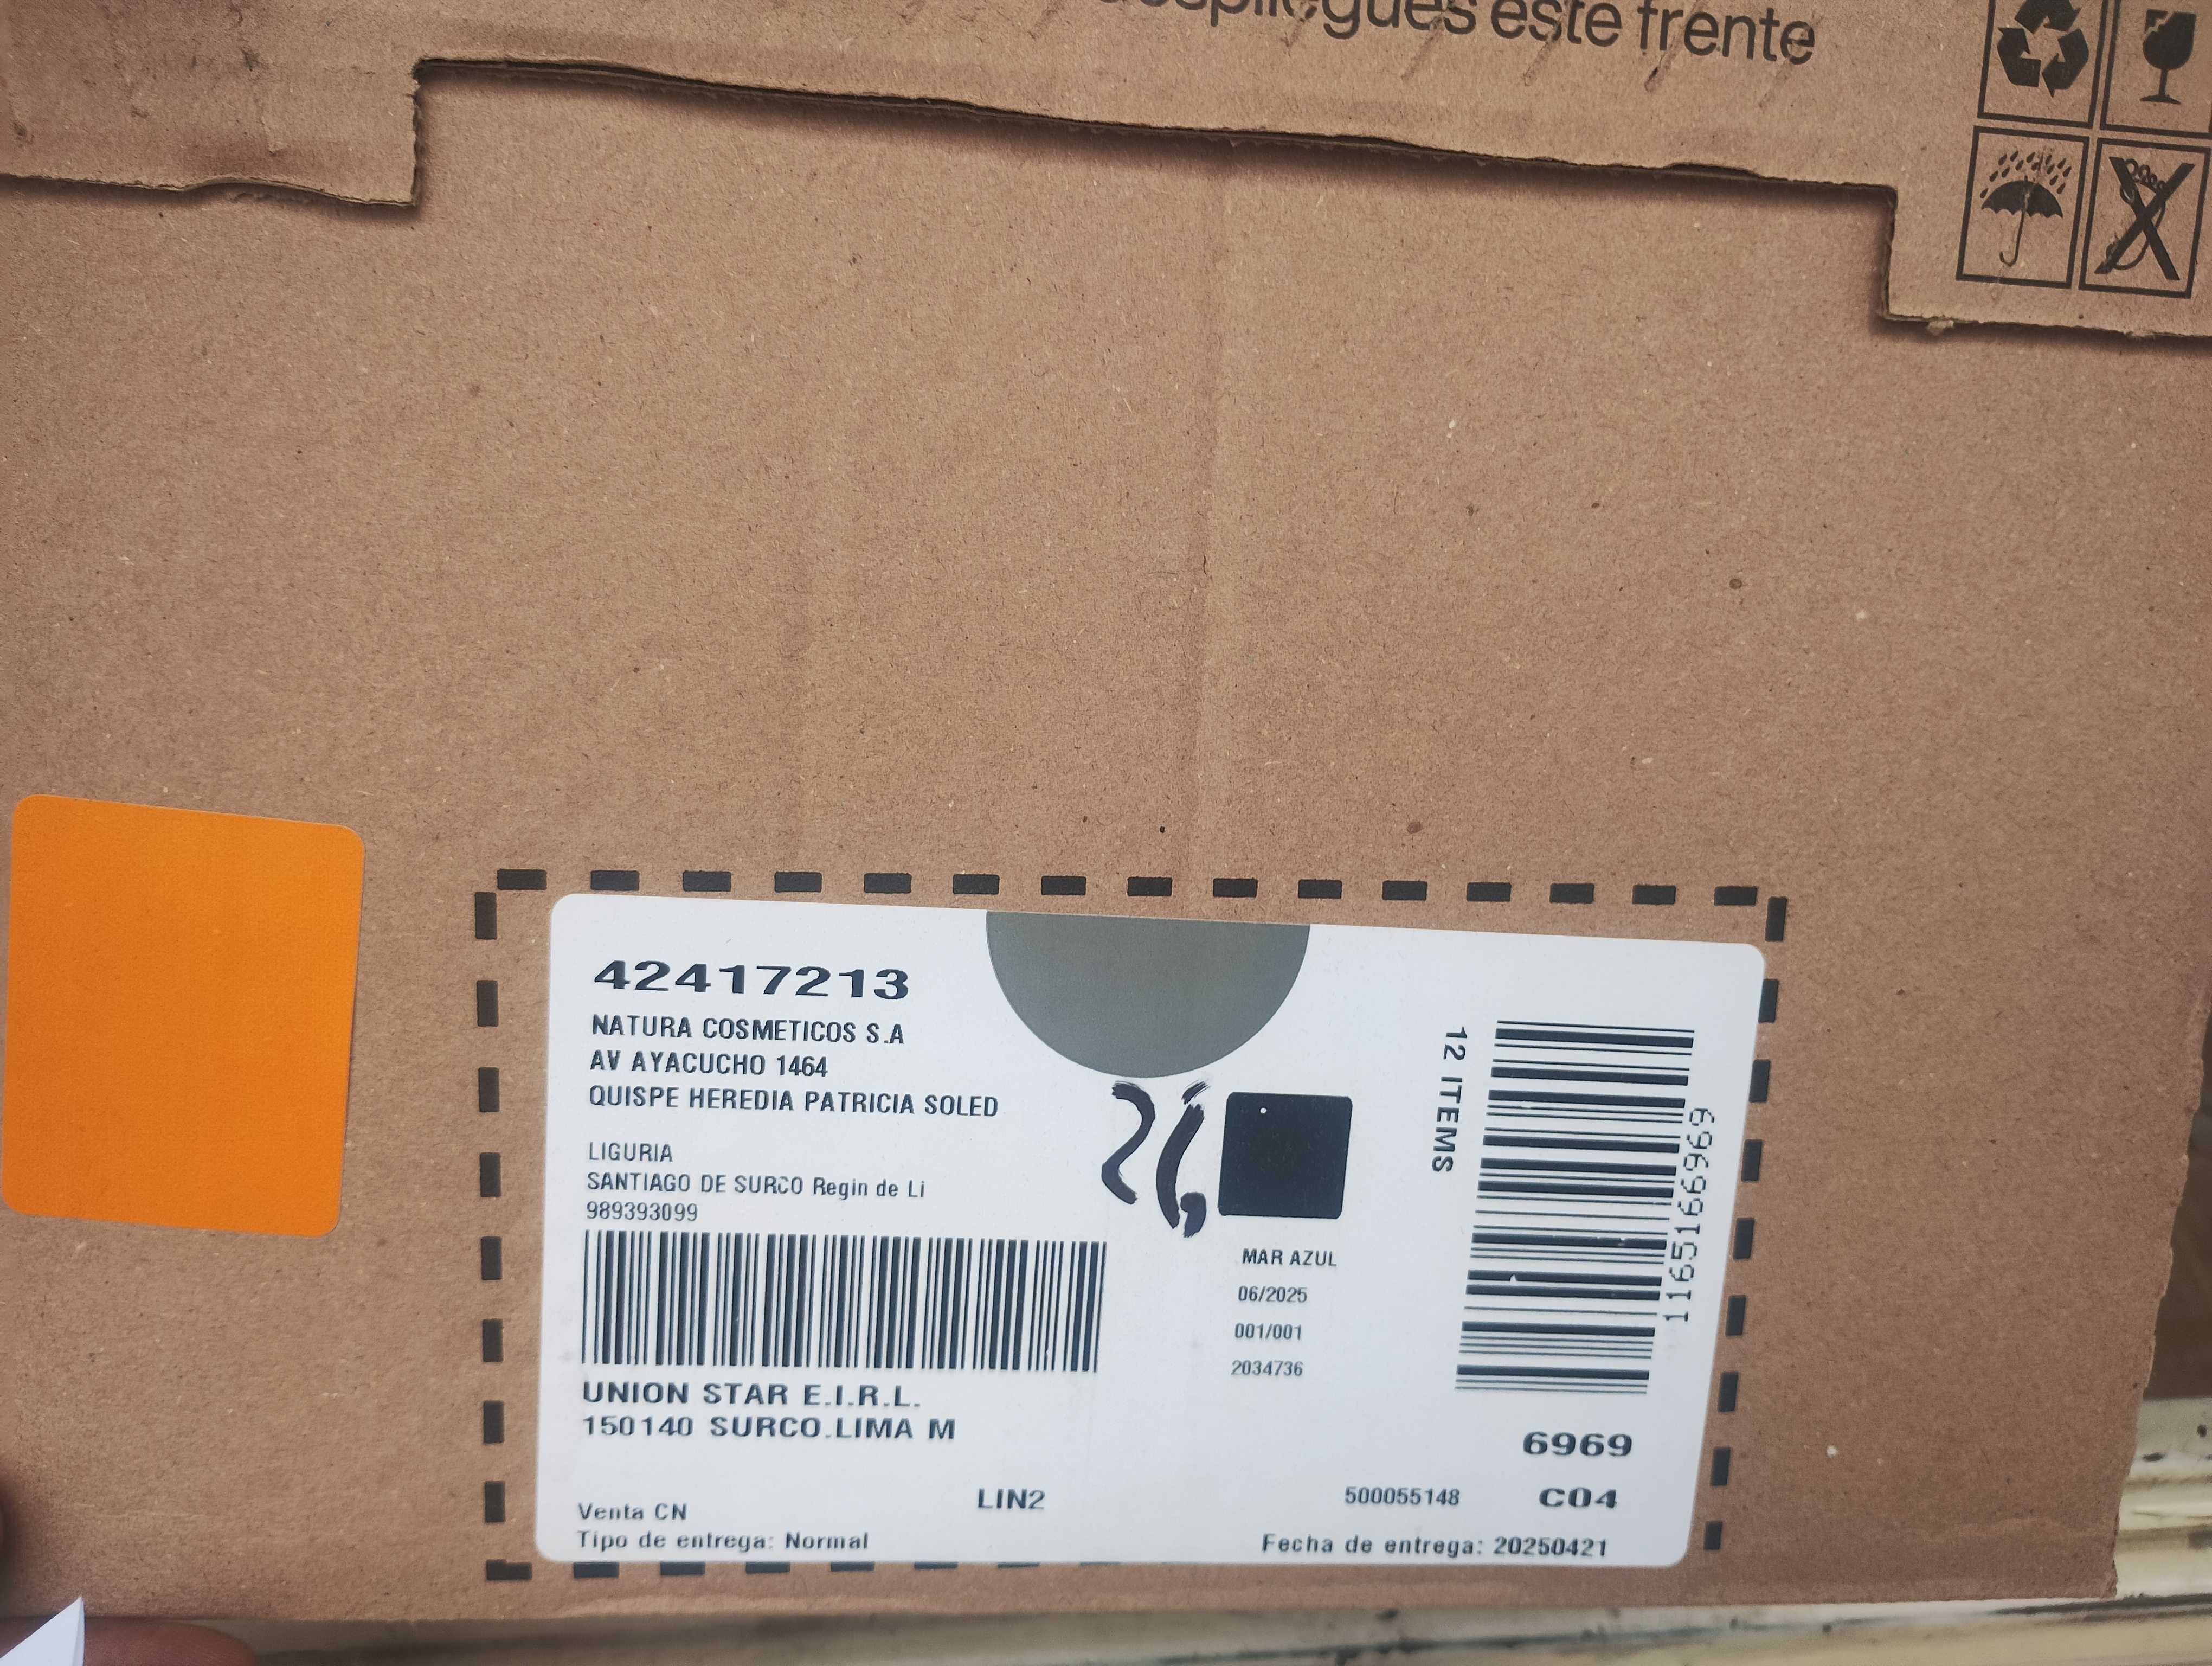 este frente
42417213
NATURA COSMETICOS S.A
AV AYACUCHO 1464
QUISPE HEREDIA PATRICIA SOLED
LIGURIA
SANTIAGO DE SURCO Regin de Li
989393099
UNION STAR E.I.R.L.
150140 SURCO.LIMA M
Venta CN
Tipo de entrega: Normal
LIN2
26
MAR AZUL
06/2025
001/001
2034736
12 ITEMS
1165166969
6969
500055148 C04
Fecha de entrega: 20250421